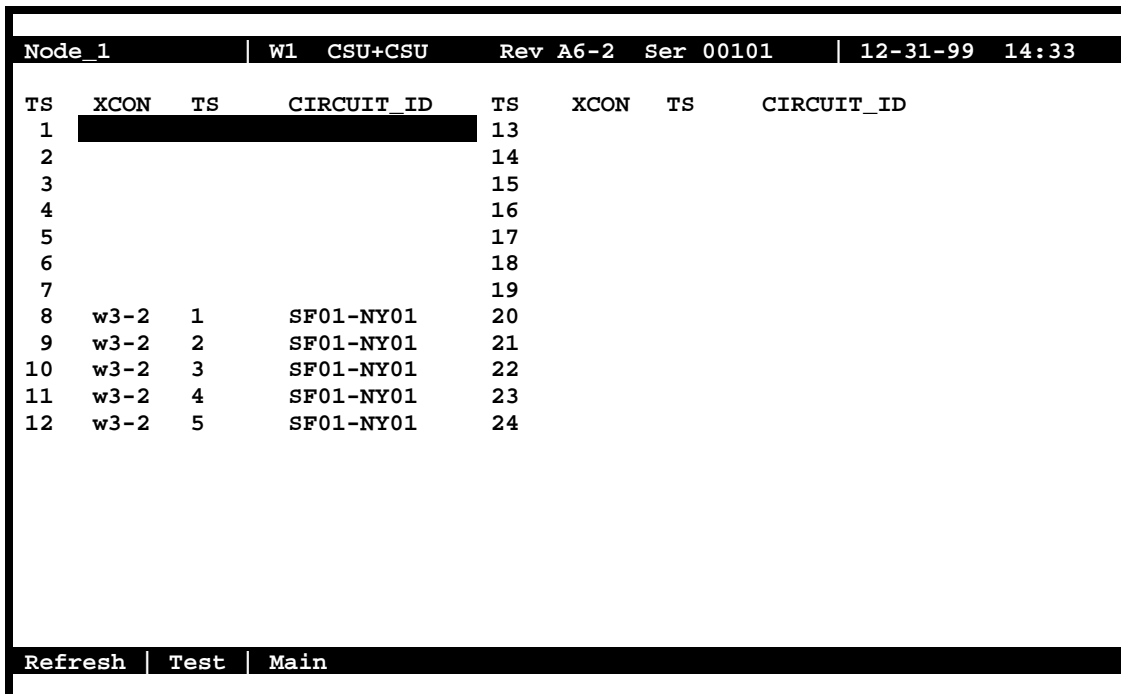 Node_1 | W1 CSU+CSU Rev A6-2 Ser 00101 | 12-31-99 14:33
TS XCON TS CIRCUIT_ID TS XCON TS CIRCUIT_ID
1 13
2 14
3 15
4 16
5 17
6 18
7 19
8 w3-2 1 SF01-NY01 20
9 w3-2 2 SF01-NY01 21
10 w3-2 3 SF01-NY01 22
11 w3-2 4 SF01-NY01 23
12 w3-2 5 SF01-NY01 24
Refresh | Test | Main